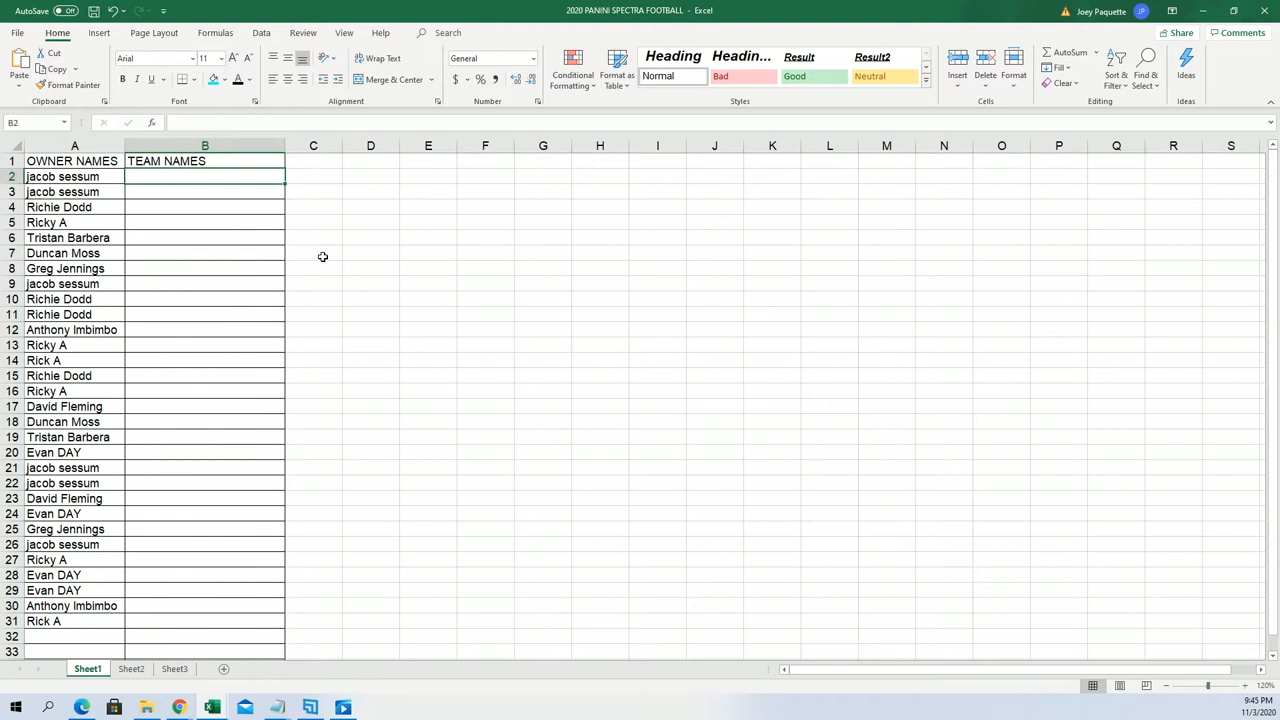 AutoSave Off 2020 PANINI SPECTRA FOOTBALL - Excel Joey Paquette JP
File Home Insert Page Layout Formulas Data Review View Help Search Share Comments
Paste Cut Copy Format Painter Clipboard
Arial 11 A A B I U A Font
ab Wrap Text Merge & Center Alignment
General $ % , Number
Conditional Formatting Format as Table
Heading Headin... Result Result2
Normal Bad Good Neutral
Styles
Insert Delete Format Cells
AutoSum Fill Clear Sort & Filter Find & Select Editing
Ideas Ideas
B2 fx
A B C D E F G H I J K L M N O P Q R S
1 OWNER NAMES TEAM NAMES
2 jacob sessum
3 jacob sessum
4 Richie Dodd
5 Ricky A
6 Tristan Barbera
7 Duncan Moss
8 Greg Jennings
9 jacob sessum
10 Richie Dodd
11 Richie Dodd
12 Anthony Imbimbo
13 Ricky A
14 Rick A
15 Richie Dodd
16 Ricky A
17 David Fleming
18 Duncan Moss
19 Tristan Barbera
20 Evan DAY
21 jacob sessum
22 jacob sessum
23 David Fleming
24 Evan DAY
25 Greg Jennings
26 jacob sessum
27 Ricky A
28 Evan DAY
29 Evan DAY
30 Anthony Imbimbo
31 Rick A
32
33
Sheet1 Sheet2 Sheet3
120%
9:45 PM
11/3/2020